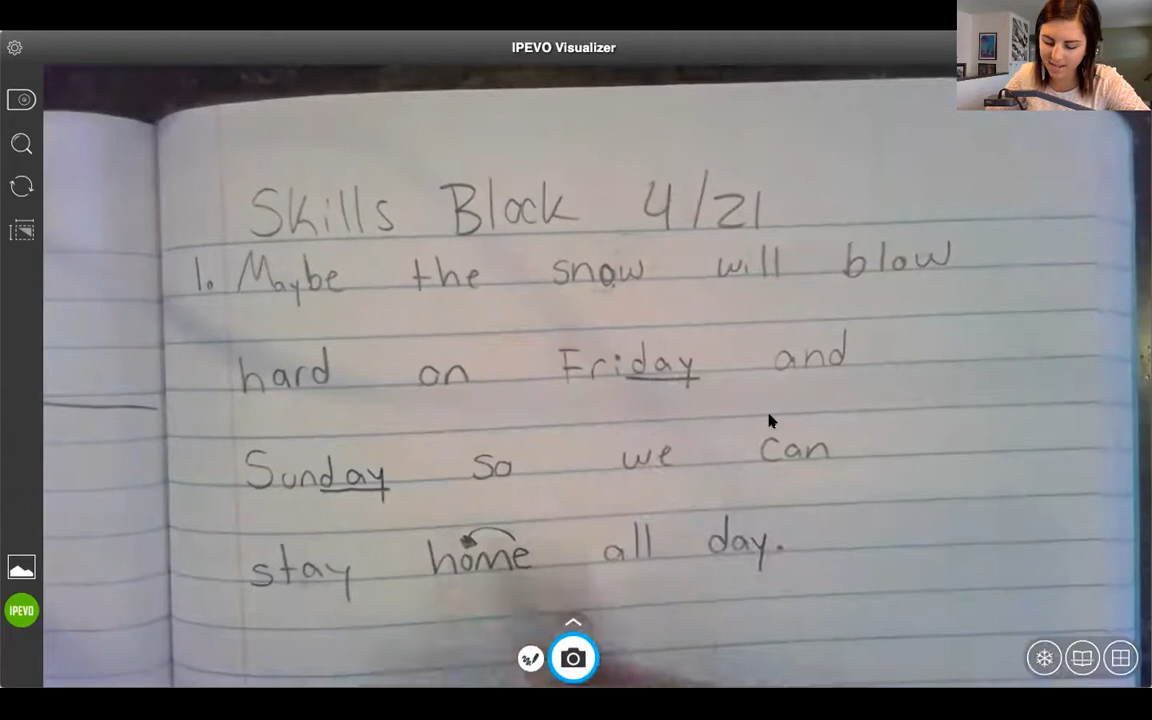 IPEVO Visualizer
Skills Block 4/21
1. Maybe the snow will blow
hard on Friday and
Sunday so we can
stay home all day.
IPEVO